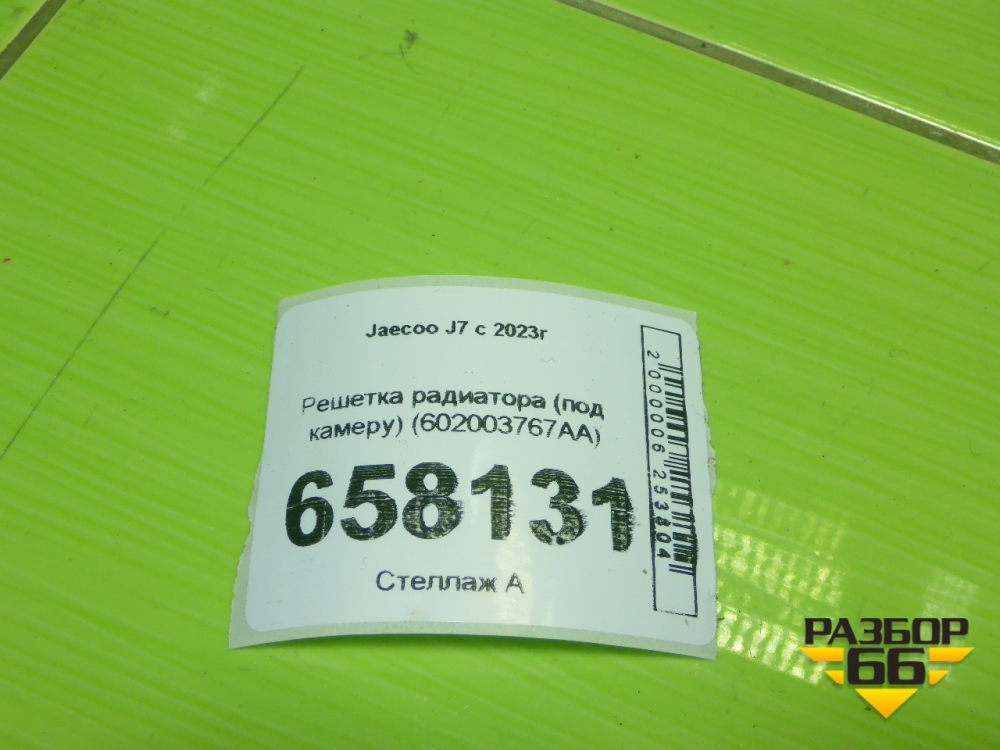 Jaecoo J7 с 2023г
Решетка радиатора (под
камеру) (602003767AA)
658131
Стеллаж А
2000006253804
РАЗБОР
66